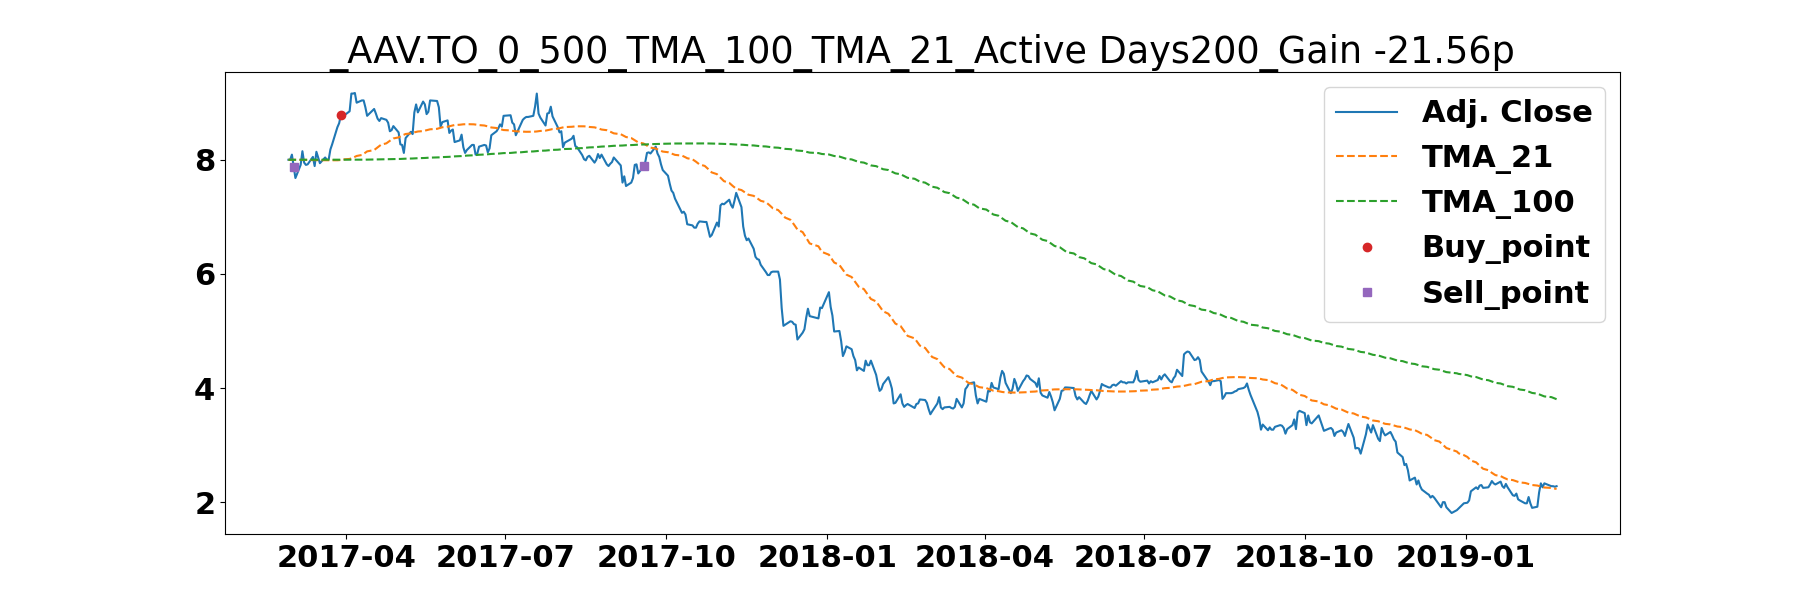 _AAV.TO_0_500_TMA_100_TMA_21_Active Days200_Gain -21.56p
Adj. Close
TMA_21
TMA_100
Buy_point
Sell_point
8
6
4
2
2017-04 2017-07 2017-10 2018-01 2018-04 2018-07 2018-10 2019-01